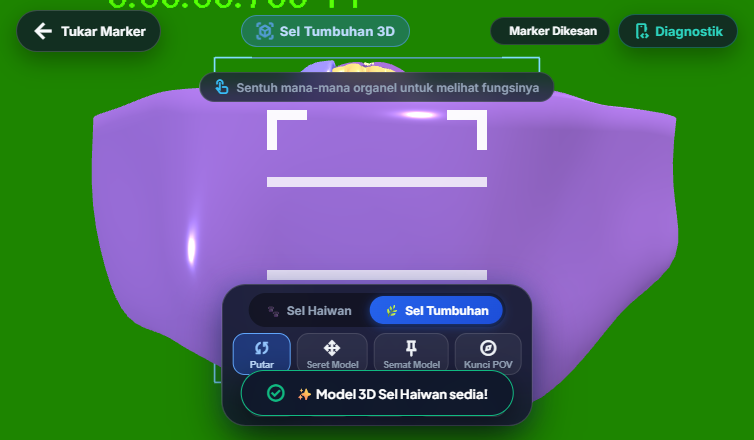 Tukar Marker
Sel Tumbuhan 3D
Marker Dikesan
Diagnostik
Sentuh mana-mana organel untuk melihat fungsinya
Sel Haiwan
Sel Tumbuhan
Putar
Seret Model
Semat Model
Kunci POV
✨ Model 3D Sel Haiwan sedia!